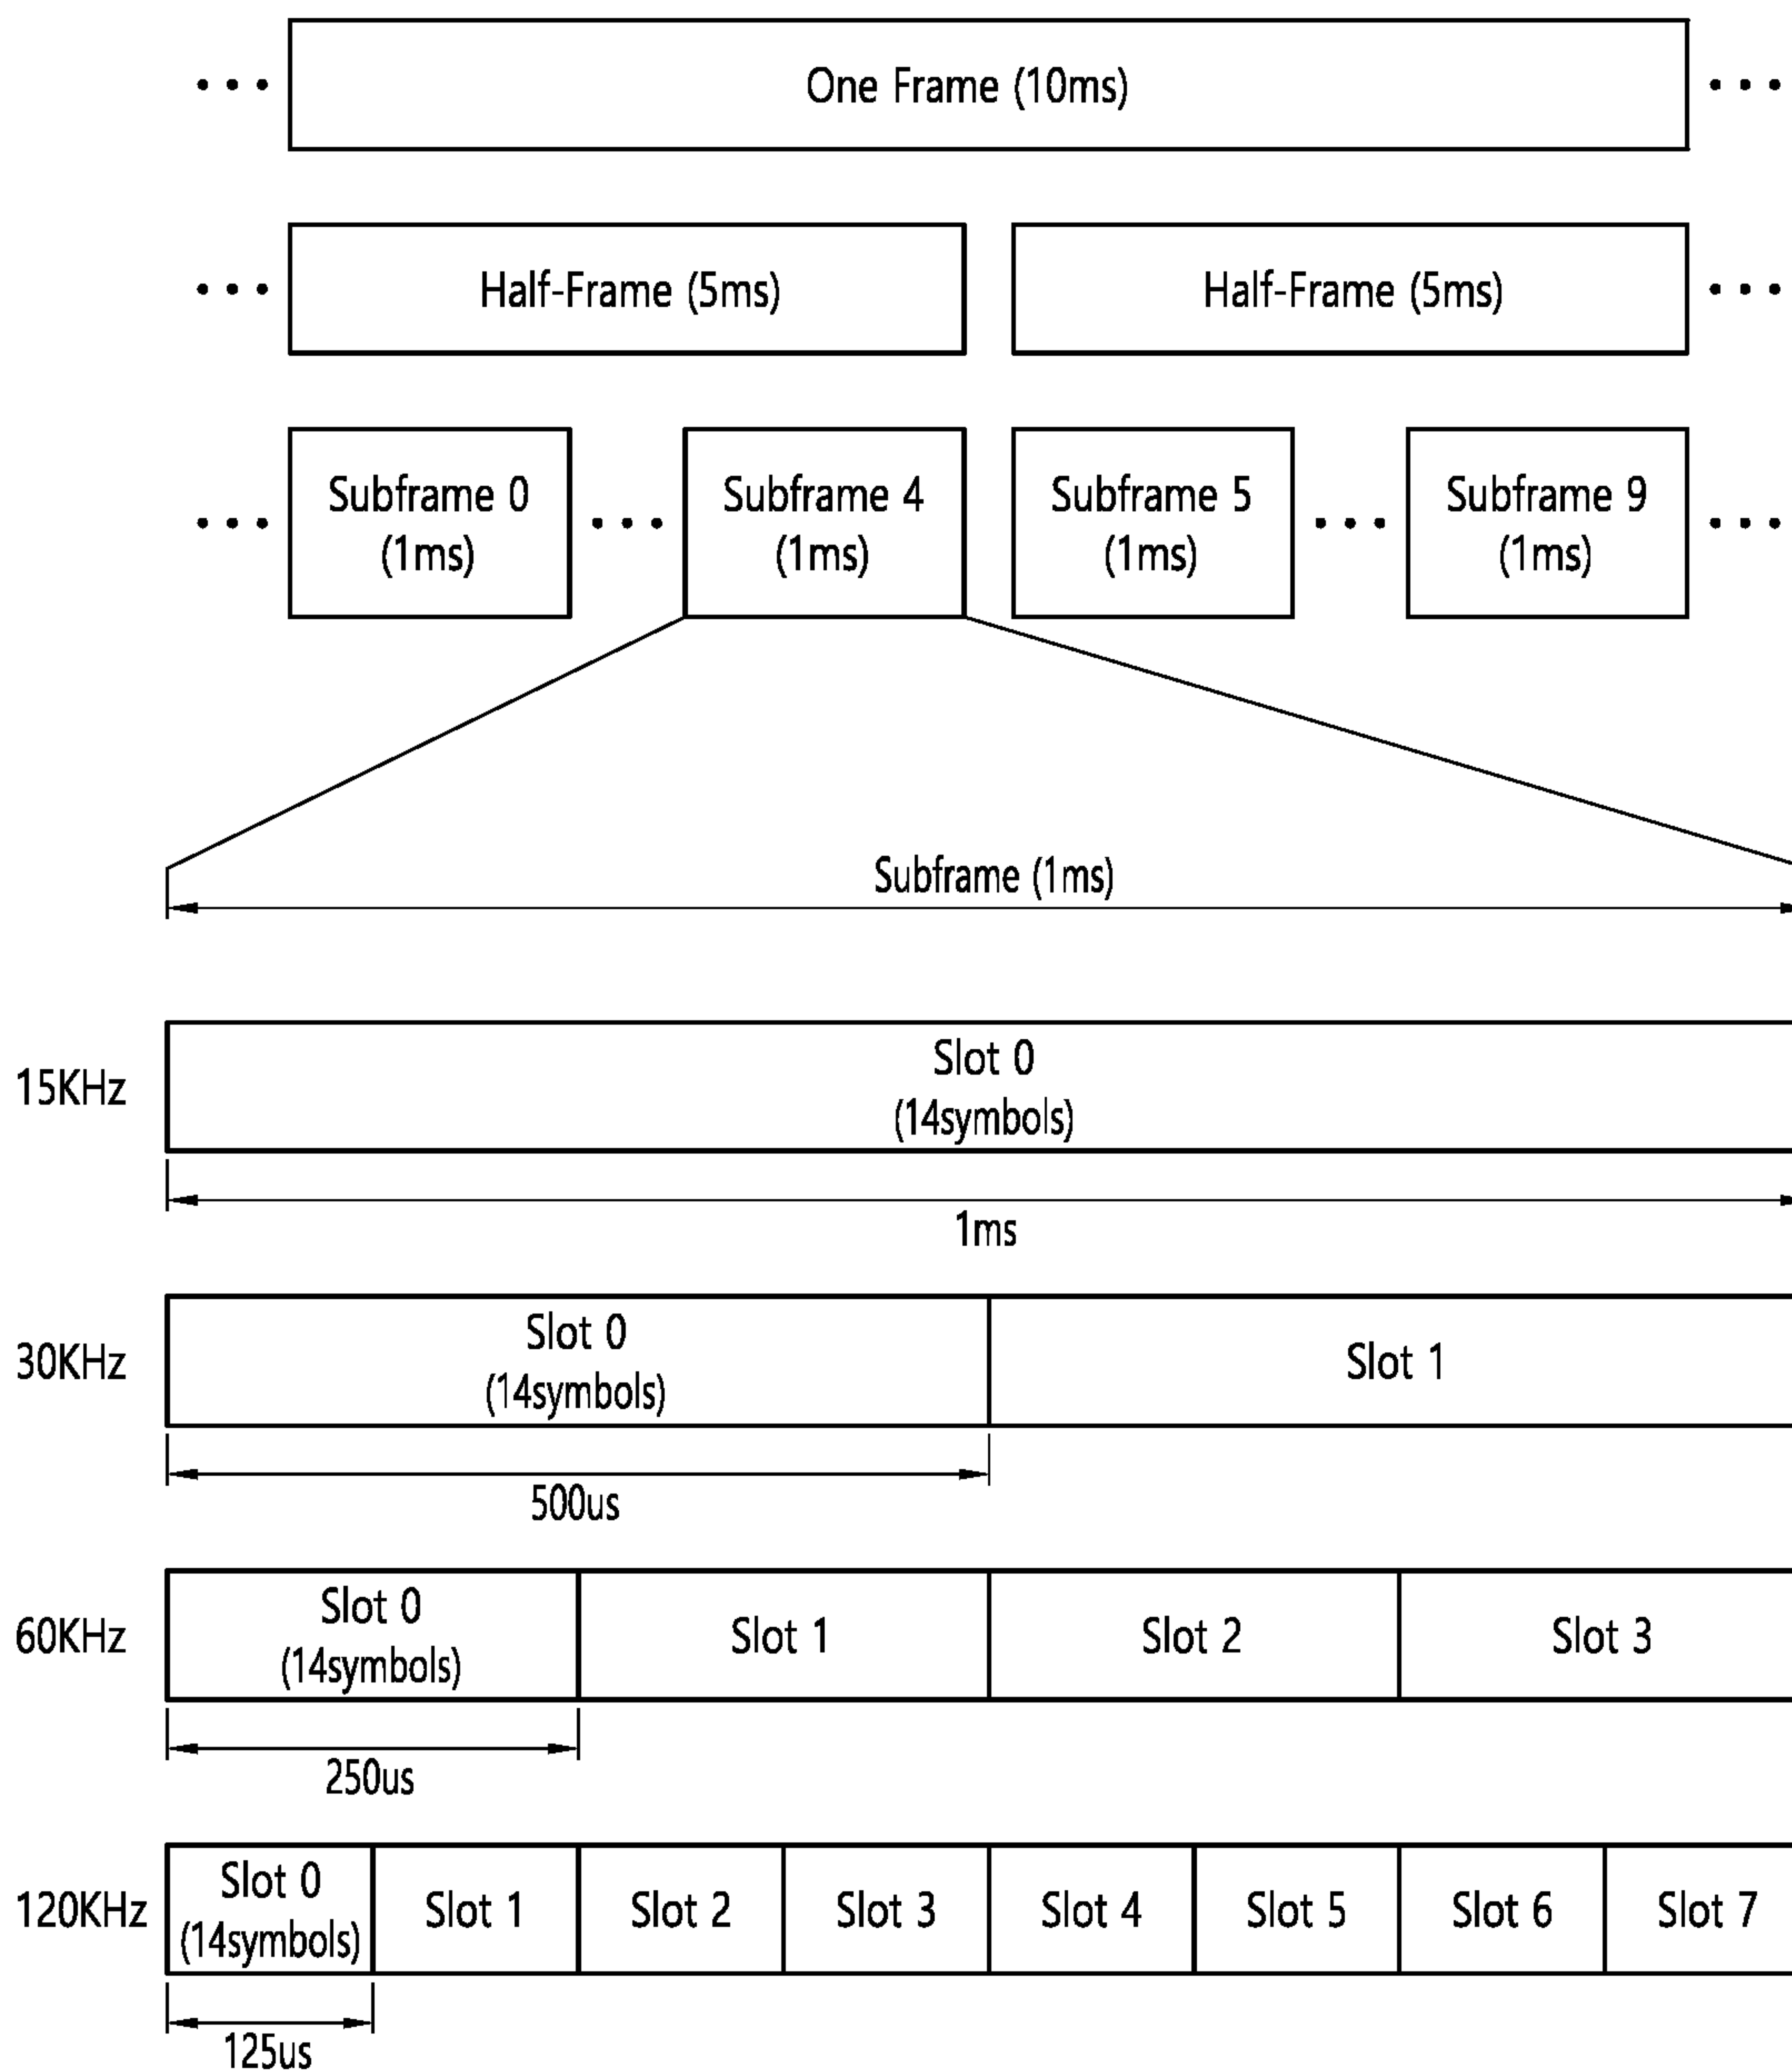 One Frame (10ms)
Half-Frame (5ms)
Half-Frame (5ms)
Subframe 0
(1ms)
Subframe 4
(1ms)
Subframe 5
(1ms)
Subframe 9
(1ms)
Subframe (1ms)
15KHz
Slot 0
(14symbols)
1ms
30KHz
Slot 0
(14symbols)
Slot 1
500us
60KHz
Slot 0
(14symbols)
Slot 1
Slot 2
Slot 3
250us
120KHz
Slot 0
(14symbols)
Slot 1
Slot 2
Slot 3
Slot 4
Slot 5
Slot 6
Slot 7
125us